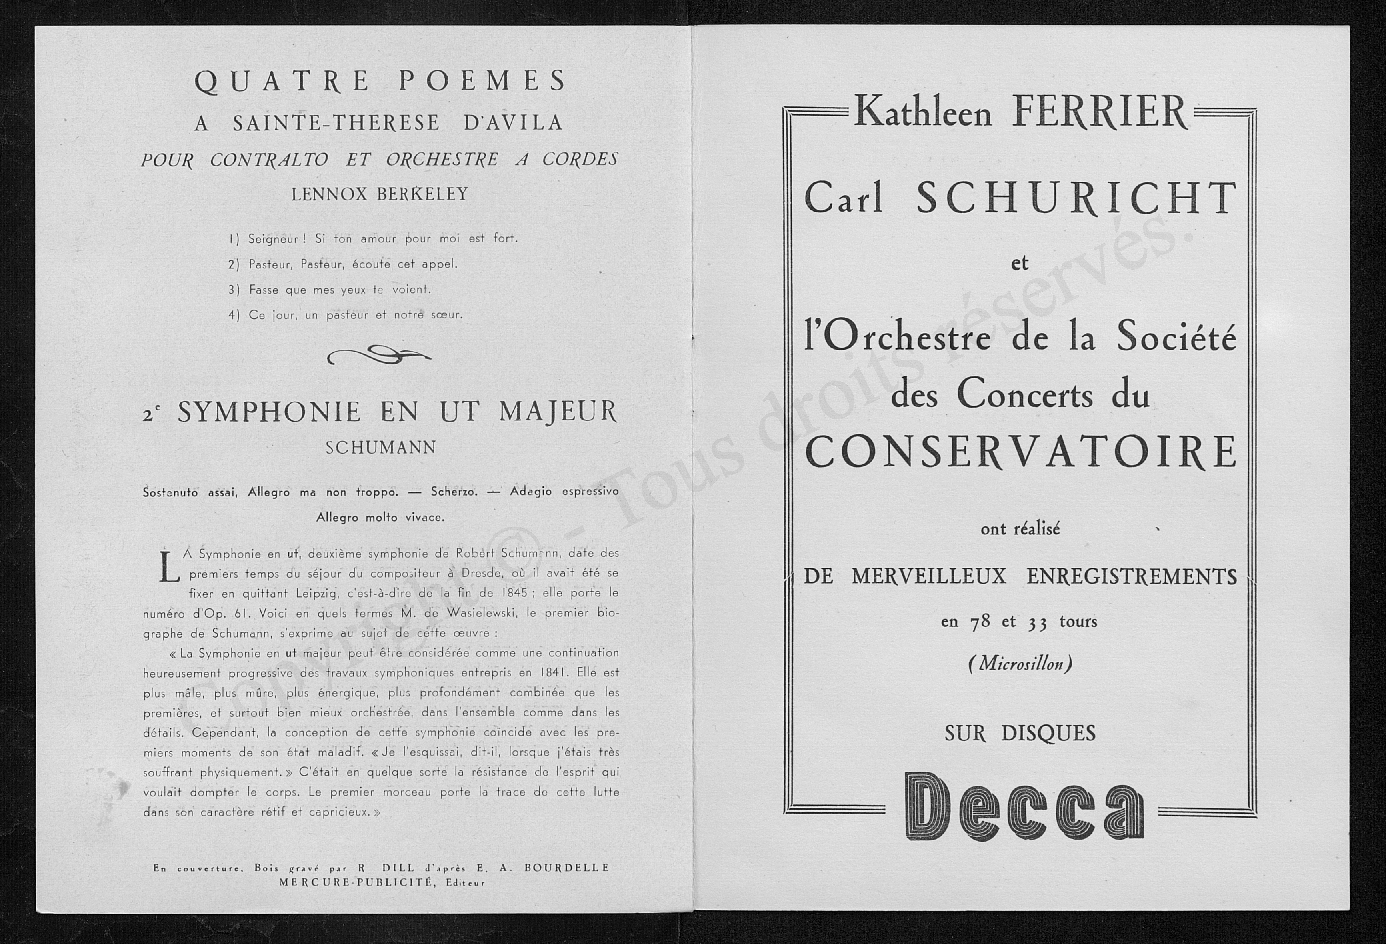 QUATRE POEMES
A SAINTE-THERESE D'AVILA
POUR CONTRALTO ET ORCHESTRE A CORDES
LENNOX BERKELEY
1) Seigneur ! Si ton amour pour moi est fort.
2) Pasteur, Pasteur, écoute cet appel.
3) Fasse que mes yeux te voient.
4) Ce jour, un pasteur et notre sœur.
2e SYMPHONIE EN UT MAJEUR
SCHUMANN
Sostenuto assai, Allegro ma non troppo. — Scherzo. — Adagio espressivo
Allegro molto vivace.
LA Symphonie en ut, deuxième symphonie de Robert Schumann, date des
premiers temps du séjour du compositeur à Dresde, où il avait été se
fixer en quittant Leipzig, c'est-à-dire de la fin de 1845 ; elle porte le
numéro d'Op. 61. Voici en quels termes M. de Wasielewski, le premier bio-
graphe de Schumann, s'exprime au sujet de cette œuvre :
« La Symphonie en ut majeur peut être considérée comme une continuation
heureusement progressive des travaux symphoniques entrepris en 1841. Elle est
plus mâle, plus mûre, plus énergique, plus profondément combinée que les
premières, et surtout bien mieux orchestrée, dans l'ensemble comme dans les
détails. Cependant, la conception de cette symphonie coïncide avec les pre-
miers moments de son état maladif. « Je l'esquissai, dit-il, lorsque j'étais très
souffrant physiquement. » C'était en quelque sorte la résistance de l'esprit qui
voulait dompter le corps. Le premier morceau porte la trace de cette lutte
dans son caractère rétif et capricieux. »
En couverture, Bois gravé par R DILL d'après E. A. BOURDELLE
MERCURE-PUBLICITÉ, Editeur
Kathleen FERRIER
Carl SCHURICHT
et
l'Orchestre de la Société
des Concerts du
CONSERVATOIRE
ont réalisé
DE MERVEILLEUX ENREGISTREMENTS
en 78 et 33 tours
(Microsillon)
SUR DISQUES
Decca
Copyright © - Tous droits réservés.